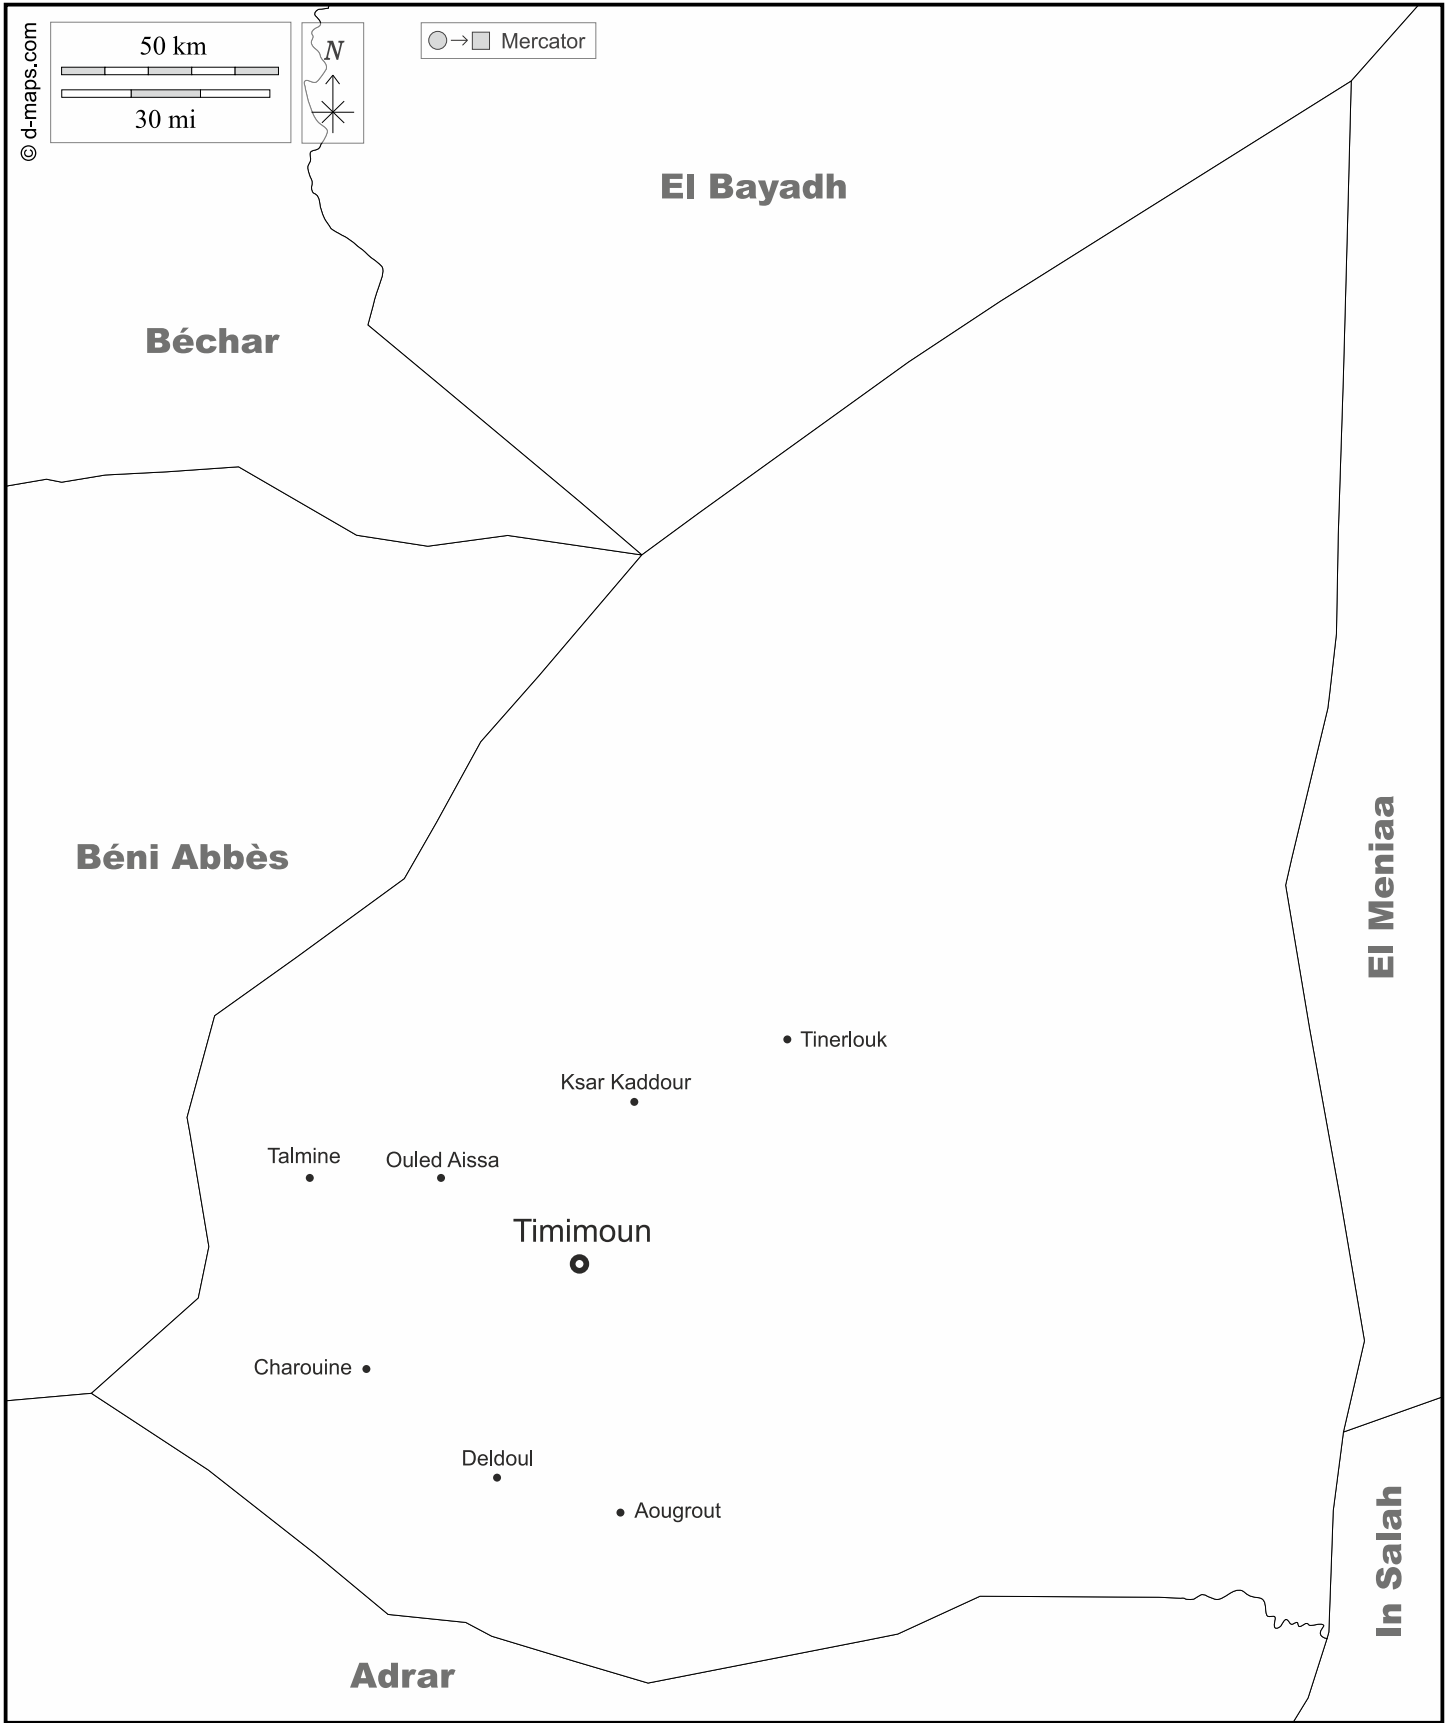 © d-maps.com
50 km
30 mi
N
Mercator
El Bayadh
Béchar
Béni Abbès
El Meniaa
Tinerlouk
Ksar Kaddour
Talmine
Ouled Aissa
Timimoun
Charouine
Deldoul
Aougrout
In Salah
Adrar